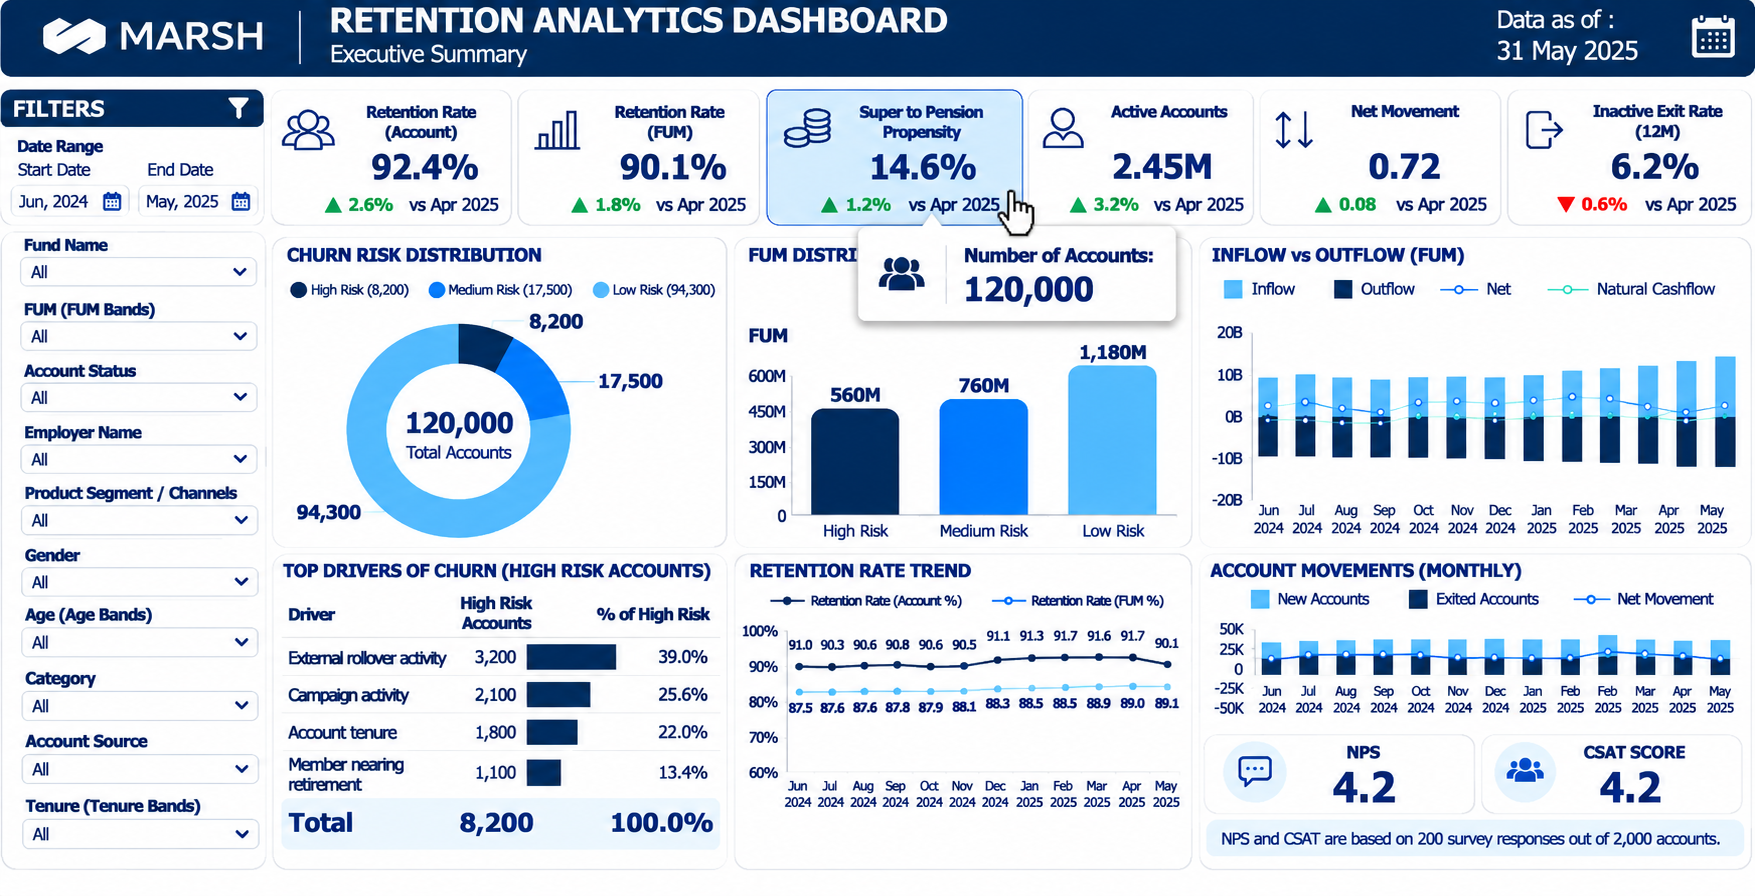 MARSH
RETENTION ANALYTICS DASHBOARD
Executive Summary
Data as of :
31 May 2025
FILTERS
Date Range
Start Date End Date
Jun, 2024 May, 2025
Fund Name
All
FUM (FUM Bands)
All
Account Status
All
Employer Name
All
Product Segment / Channels
All
Gender
All
Age (Age Bands)
All
Category
All
Account Source
All
Tenure (Tenure Bands)
All
Retention Rate
(Account)
92.4%
▲ 2.6% vs Apr 2025
Retention Rate
(FUM)
90.1%
▲ 1.8% vs Apr 2025
Super to Pension
Propensity
14.6%
▲ 1.2% vs Apr 2025
Active Accounts
2.45M
▲ 3.2% vs Apr 2025
Net Movement
0.72
▲ 0.08 vs Apr 2025
Inactive Exit Rate
(12M)
6.2%
▼ 0.6% vs Apr 2025
Number of Accounts:
120,000
CHURN RISK DISTRIBUTION
High Risk (8,200) Medium Risk (17,500) Low Risk (94,300)
8,200
17,500
120,000
Total Accounts
94,300
FUM DISTRI
FUM
1,180M
600M
760M
560M
450M
300M
150M
0
High Risk Medium Risk Low Risk
INFLOW vs OUTFLOW (FUM)
Inflow Outflow Net Natural Cashflow
20B
10B
0B
-10B
-20B
Jun Jul Aug Sep Oct Nov Dec Jan Feb Mar Apr May
2024 2024 2024 2024 2024 2024 2024 2025 2025 2025 2025 2025
TOP DRIVERS OF CHURN (HIGH RISK ACCOUNTS)
Driver High Risk Accounts % of High Risk
External rollover activity 3,200 39.0%
Campaign activity 2,100 25.6%
Account tenure 1,800 22.0%
Member nearing
retirement 1,100 13.4%
Total 8,200 100.0%
RETENTION RATE TREND
Retention Rate (Account %) Retention Rate (FUM %)
100%
91.0 90.3 90.6 90.8 90.6 90.5 91.1 91.3 91.7 91.6 91.7 90.1
90%
80%
87.5 87.6 87.6 87.8 87.9 88.1 88.3 88.5 88.5 88.9 89.0 89.1
70%
60%
Jun Jul Aug Sep Oct Nov Dec Jan Feb Mar Apr May
2024 2024 2024 2024 2024 2024 2024 2025 2025 2025 2025 2025
ACCOUNT MOVEMENTS (MONTHLY)
New Accounts Exited Accounts Net Movement
50K
25K
0
-25K
-50K
Jun Jul Aug Sep Oct Nov Dec Jan Feb Feb Mar Apr May
2024 2024 2024 2024 2024 2024 2024 2025 2025 2025 2025 2025 2025
NPS
4.2
CSAT SCORE
4.2
NPS and CSAT are based on 200 survey responses out of 2,000 accounts.